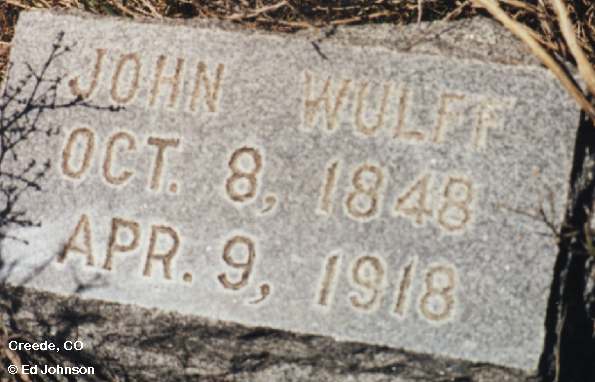 JOHN WULFF
OCT. 8, 1848
APR. 9, 1918
Creede, CO
© Ed Johnson